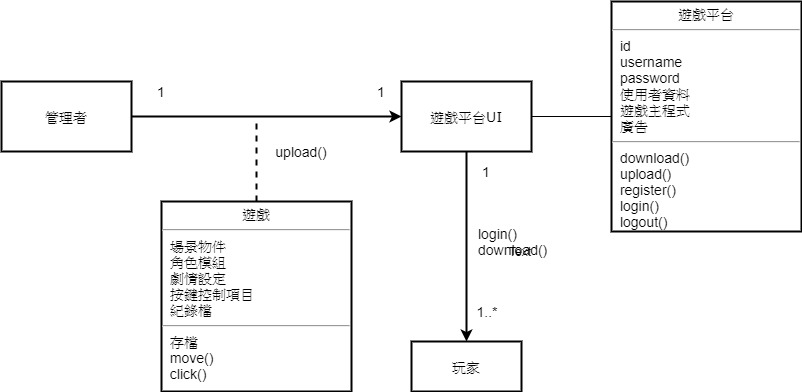 遊戲平台
id
username
password
使用者資料
遊戲主程式
廣告
download()
upload()
register()
login()
logout()
管理者
1
1
遊戲平台UI
upload()
1
遊戲
場景物件
角色模組
劇情設定
按鍵控制項目
紀錄檔
存檔
move()
click()
login()
download()
Text
1..*
玩家